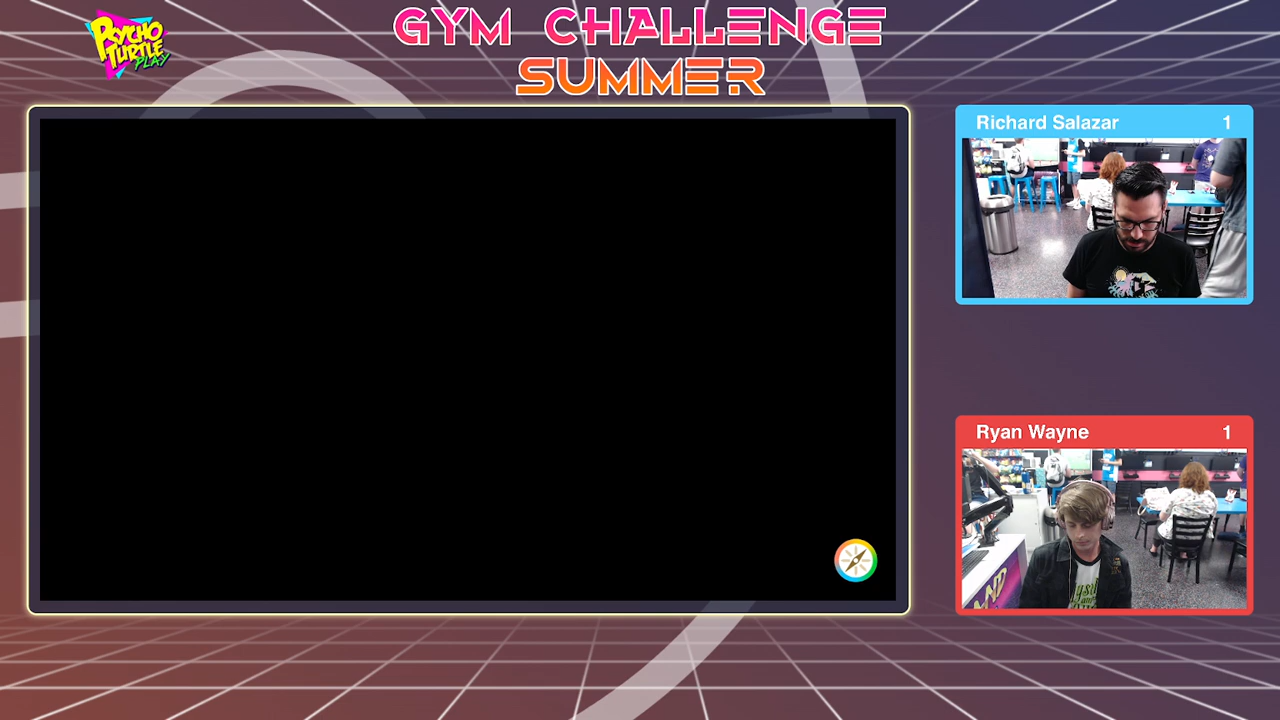 PSYCHO
TURTLE
PLAY
GYM CHALLENGE
SUMMER
Richard Salazar 1
Ryan Wayne 1